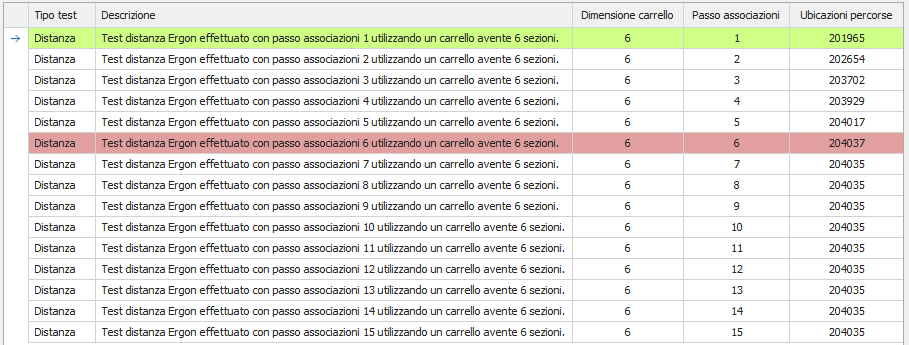 Tipo test Descrizione Dimensione carrello Passo associazioni Ubicazioni percorse
Distanza Test distanza Ergon effettuato con passo associazioni 1 utilizzando un carrello avente 6 sezioni. 6 1 201965
Distanza Test distanza Ergon effettuato con passo associazioni 2 utilizzando un carrello avente 6 sezioni. 6 2 202654
Distanza Test distanza Ergon effettuato con passo associazioni 3 utilizzando un carrello avente 6 sezioni. 6 3 203702
Distanza Test distanza Ergon effettuato con passo associazioni 4 utilizzando un carrello avente 6 sezioni. 6 4 203929
Distanza Test distanza Ergon effettuato con passo associazioni 5 utilizzando un carrello avente 6 sezioni. 6 5 204017
Distanza Test distanza Ergon effettuato con passo associazioni 6 utilizzando un carrello avente 6 sezioni. 6 6 204037
Distanza Test distanza Ergon effettuato con passo associazioni 7 utilizzando un carrello avente 6 sezioni. 6 7 204035
Distanza Test distanza Ergon effettuato con passo associazioni 8 utilizzando un carrello avente 6 sezioni. 6 8 204035
Distanza Test distanza Ergon effettuato con passo associazioni 9 utilizzando un carrello avente 6 sezioni. 6 9 204035
Distanza Test distanza Ergon effettuato con passo associazioni 10 utilizzando un carrello avente 6 sezioni. 6 10 204035
Distanza Test distanza Ergon effettuato con passo associazioni 11 utilizzando un carrello avente 6 sezioni. 6 11 204035
Distanza Test distanza Ergon effettuato con passo associazioni 12 utilizzando un carrello avente 6 sezioni. 6 12 204035
Distanza Test distanza Ergon effettuato con passo associazioni 13 utilizzando un carrello avente 6 sezioni. 6 13 204035
Distanza Test distanza Ergon effettuato con passo associazioni 14 utilizzando un carrello avente 6 sezioni. 6 14 204035
Distanza Test distanza Ergon effettuato con passo associazioni 15 utilizzando un carrello avente 6 sezioni. 6 15 204035